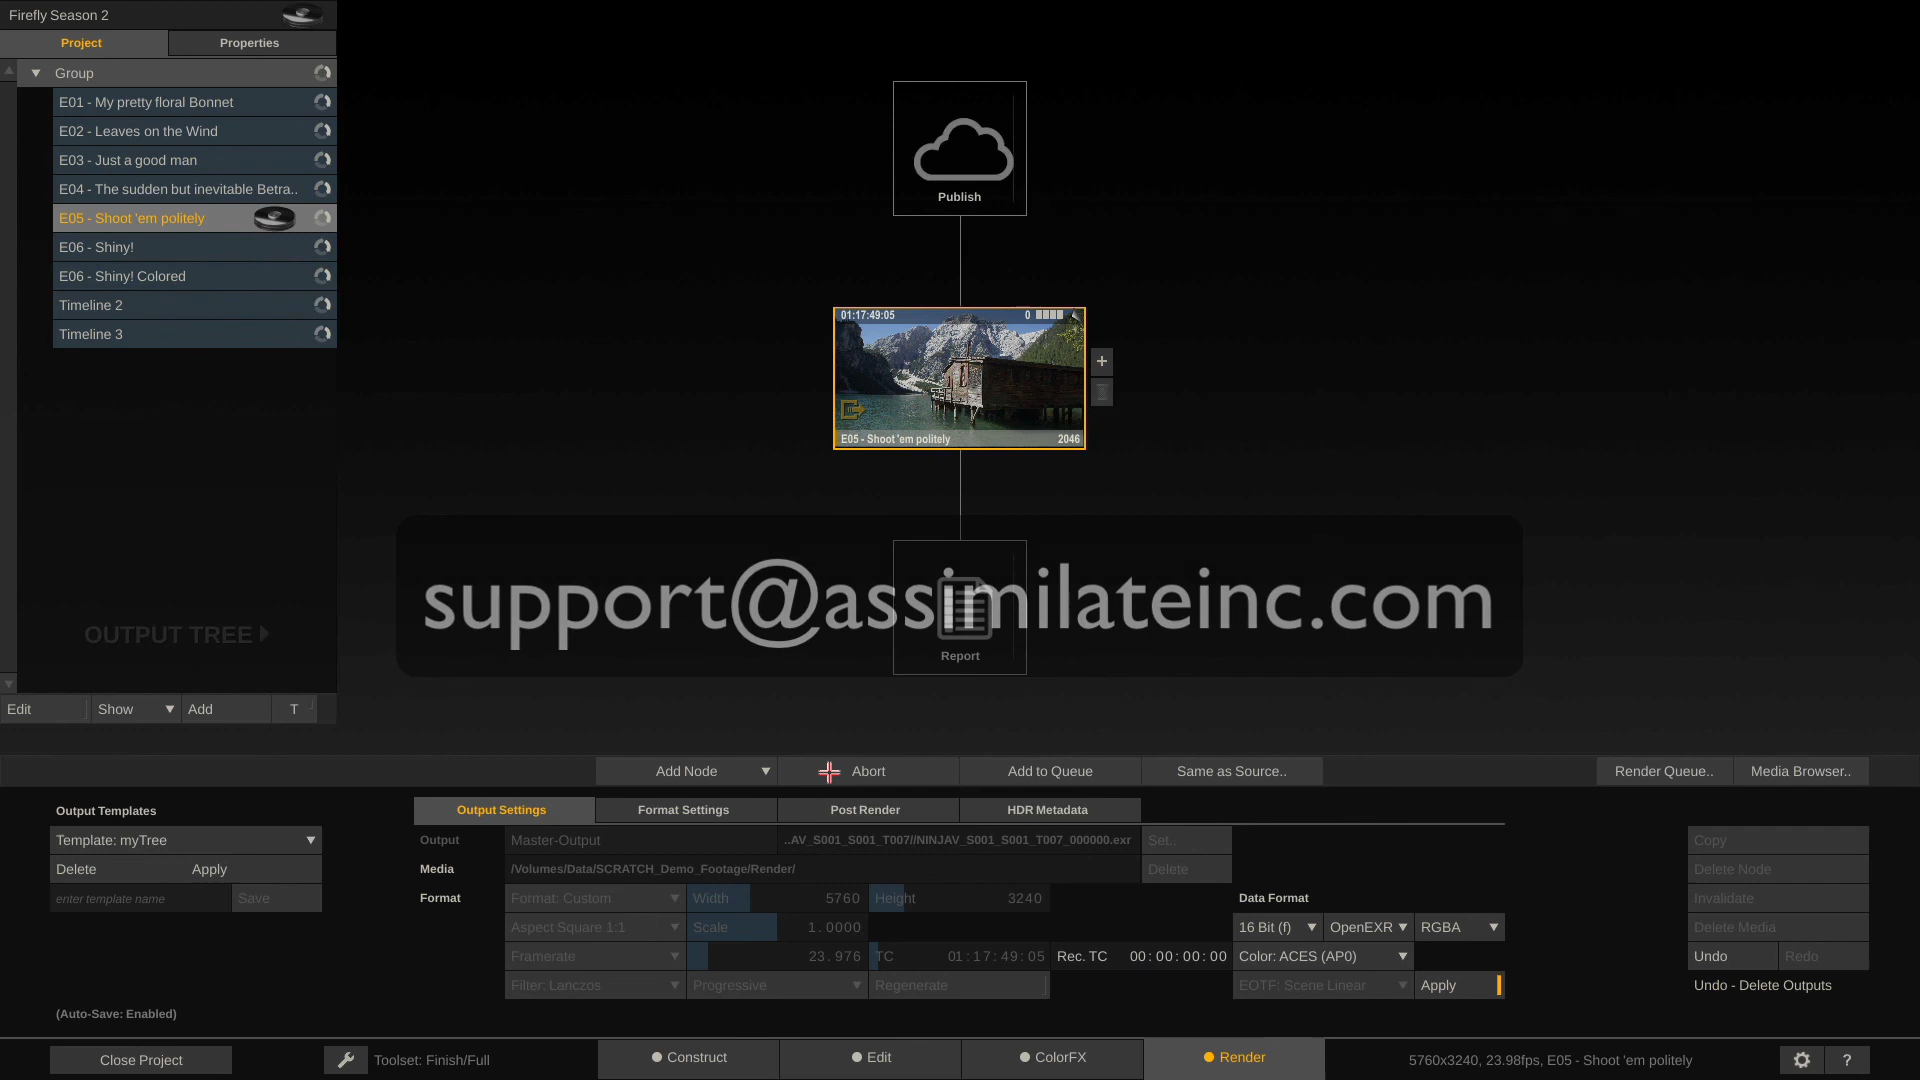 Firefly Season 2
Project
Properties
Group
E01 - My pretty floral Bonnet
E02 - Leaves on the Wind
E03 - Just a good man
E04 - The sudden but inevitable Betra..
E05 - Shoot 'em politely
E06 - Shiny!
E06 - Shiny! Colored
Timeline 2
Timeline 3
OUTPUT TREE
Edit
Show
Add
T
Publish
01:17:49:05
0
+
E05 - Shoot 'em politely
2046
support@assimilateinc.com
Report
Add Node
Abort
Add to Queue
Same as Source..
Render Queue..
Media Browser..
Output Templates
Template: myTree
Delete
Apply
enter template name
Save
(Auto-Save: Enabled)
Output Settings
Format Settings
Post Render
HDR Metadata
Output
Master-Output
..AV_S001_S001_T007//NINJAV_S001_S001_T007_000000.exr
Set..
Media
/Volumes/Data/SCRATCH_Demo_Footage/Render/
Delete
Format
Format: Custom
Width
5760
Height
3240
Data Format
Aspect Square 1:1
Scale
1.0000
16 Bit (f)
OpenEXR
RGBA
Framerate
23.976
TC
01:17:49:05
Rec. TC
00:00:00:00
Color: ACES (AP0)
Filter: Lanczos
Progressive
Regenerate
EOTF: Scene Linear
Apply
Copy
Delete Node
Invalidate
Delete Media
Undo
Redo
Undo - Delete Outputs
Close Project
Toolset: Finish/Full
Construct
Edit
ColorFX
Render
5760x3240, 23.98fps, E05 - Shoot 'em politely
?